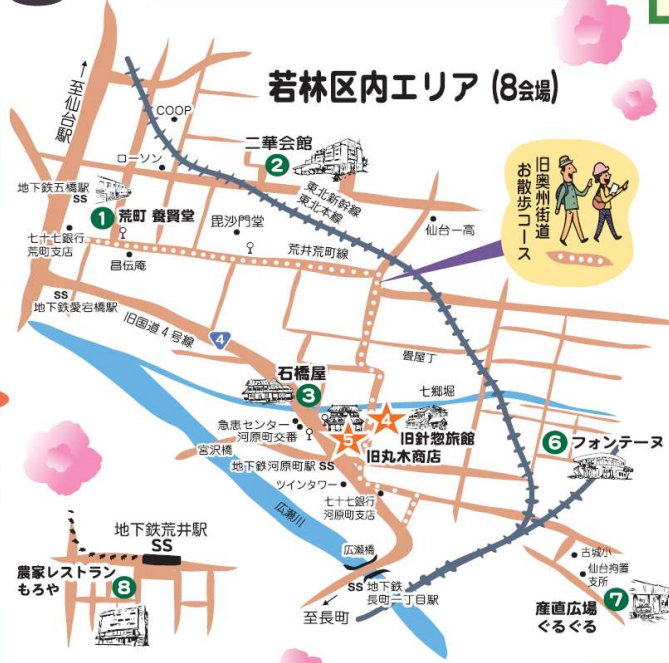 若林区内エリア (8会場)
←至仙台駅
COOP
ローソン
二華会館
2
東北新幹線
東北本線
旧奥州街道
お散歩コース
地下鉄五橋駅
SS
1
荒町 養賢堂
毘沙門堂
仙台一高
七十七銀行
荒町支店
昌伝庵
荒井荒町線
SS
地下鉄愛宕橋駅
旧国道4号線
4
畳屋丁
石橋屋
3
七郷堀
急患センター
河原町交番
5
4
旧針惣旅館
旧丸木商店
6
フォンテーヌ
宮沢橋
地下鉄河原町駅 SS
ツインタワー
七十七銀行
河原町支店
広瀬川
地下鉄荒井駅
SS
広瀬橋
農家レストラン
もろや
8
SS 地下鉄
長町一丁目駅
至長町
古城小
仙台拘置
支所
7
産直広場
ぐるぐる